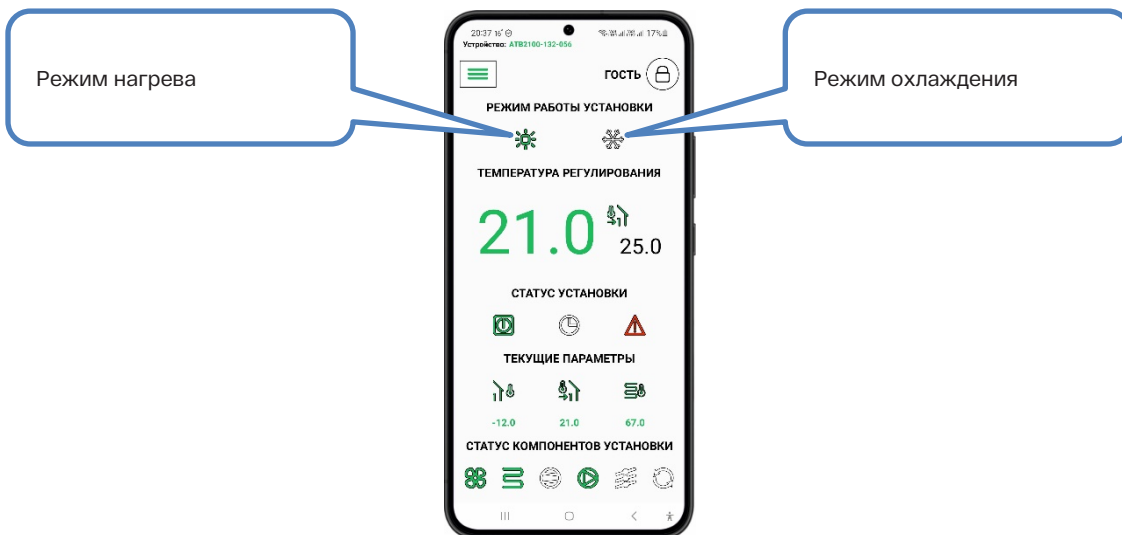 Режим нагрева
Режим охлаждения
20:37 17%
Устройство: ATB2100-132-056
ГОСТЬ
РЕЖИМ РАБОТЫ УСТАНОВКИ
ТЕМПЕРАТУРА РЕГУЛИРОВАНИЯ
21.0
25.0
СТАТУС УСТАНОВКИ
ТЕКУЩИЕ ПАРАМЕТРЫ
-12.0 21.0 67.0
СТАТУС КОМПОНЕНТОВ УСТАНОВКИ